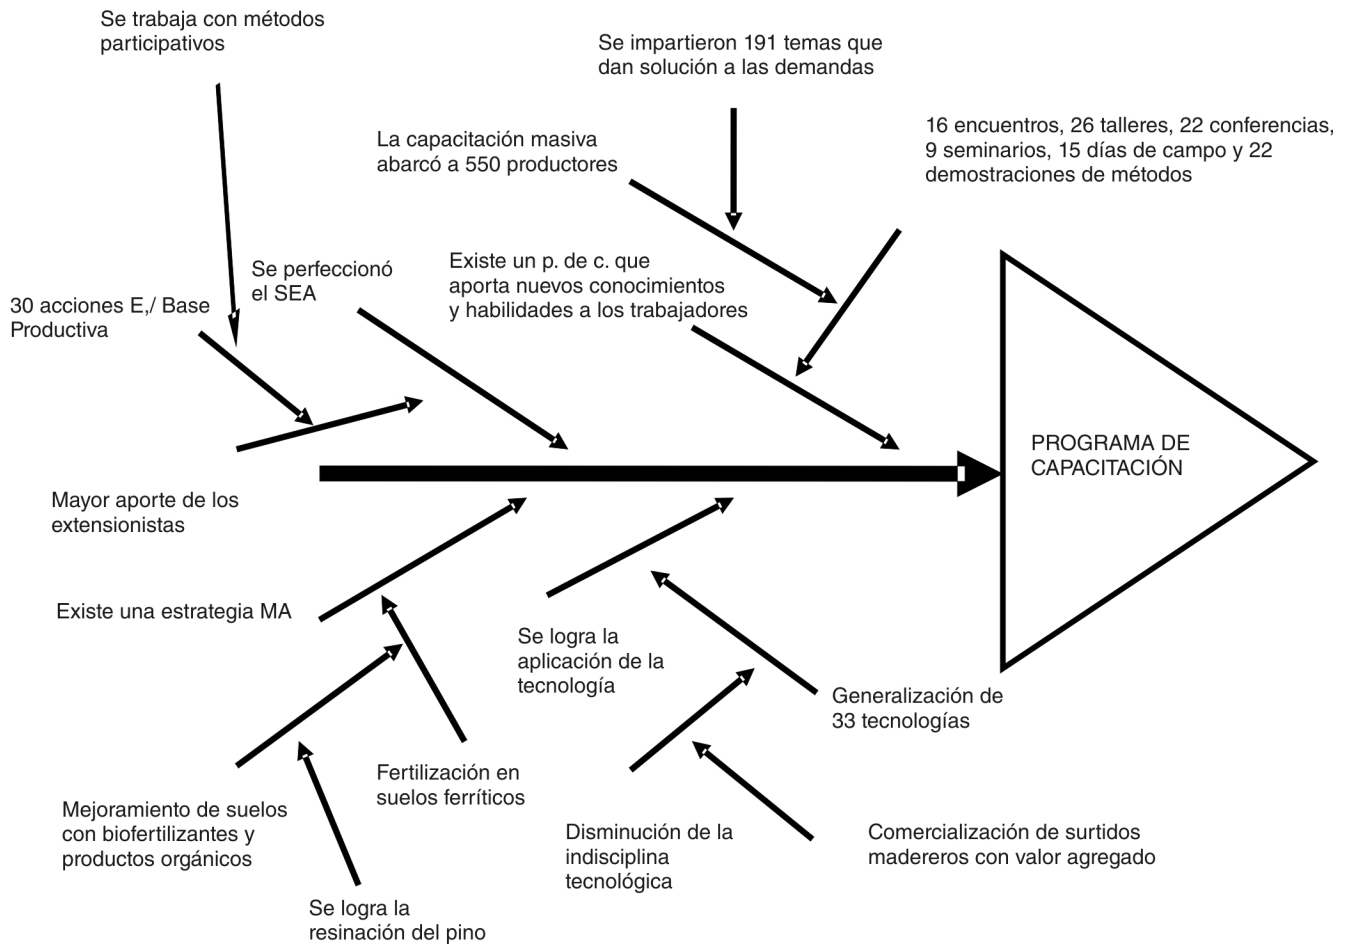 Se trabaja con métodos
participativos
Se impartieron 191 temas que
dan solución a las demandas
16 encuentros, 26 talleres, 22 conferencias,
9 seminarios, 15 días de campo y 22
demostraciones de métodos
La capacitación masiva
abarcó a 550 productores
Se perfeccionó
el SEA
Existe un p. de c. que
aporta nuevos conocimientos
y habilidades a los trabajadores
30 acciones E,/ Base
Productiva
PROGRAMA DE
CAPACITACIÓN
Mayor aporte de los
extensionistas
Existe una estrategia MA
Se logra la
aplicación de la
tecnología
Generalización de
33 tecnologías
Fertilización en
suelos ferríticos
Mejoramiento de suelos
con biofertilizantes y
productos orgánicos
Disminución de la
indisciplina
tecnológica
Comercialización de surtidos
madereros con valor agregado
Se logra la
resinación del pino